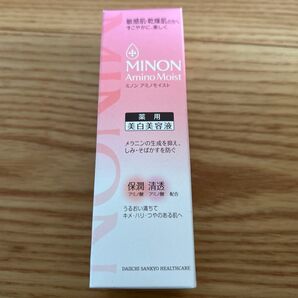 敏感肌・乾燥肌の方へ
すこやかに、美しく
MINON
Amino Moist
ミノン アミノモイスト
薬用
美白美容液
メラニンの生成を抑え、
しみ・そばかすを防ぐ
保潤 清透
アミノ酸 アミノ酸 配合
うるおい満ちて
キメ・ハリ・つやのある肌へ
DAIICHI SANKYO HEALTHCARE
MINON